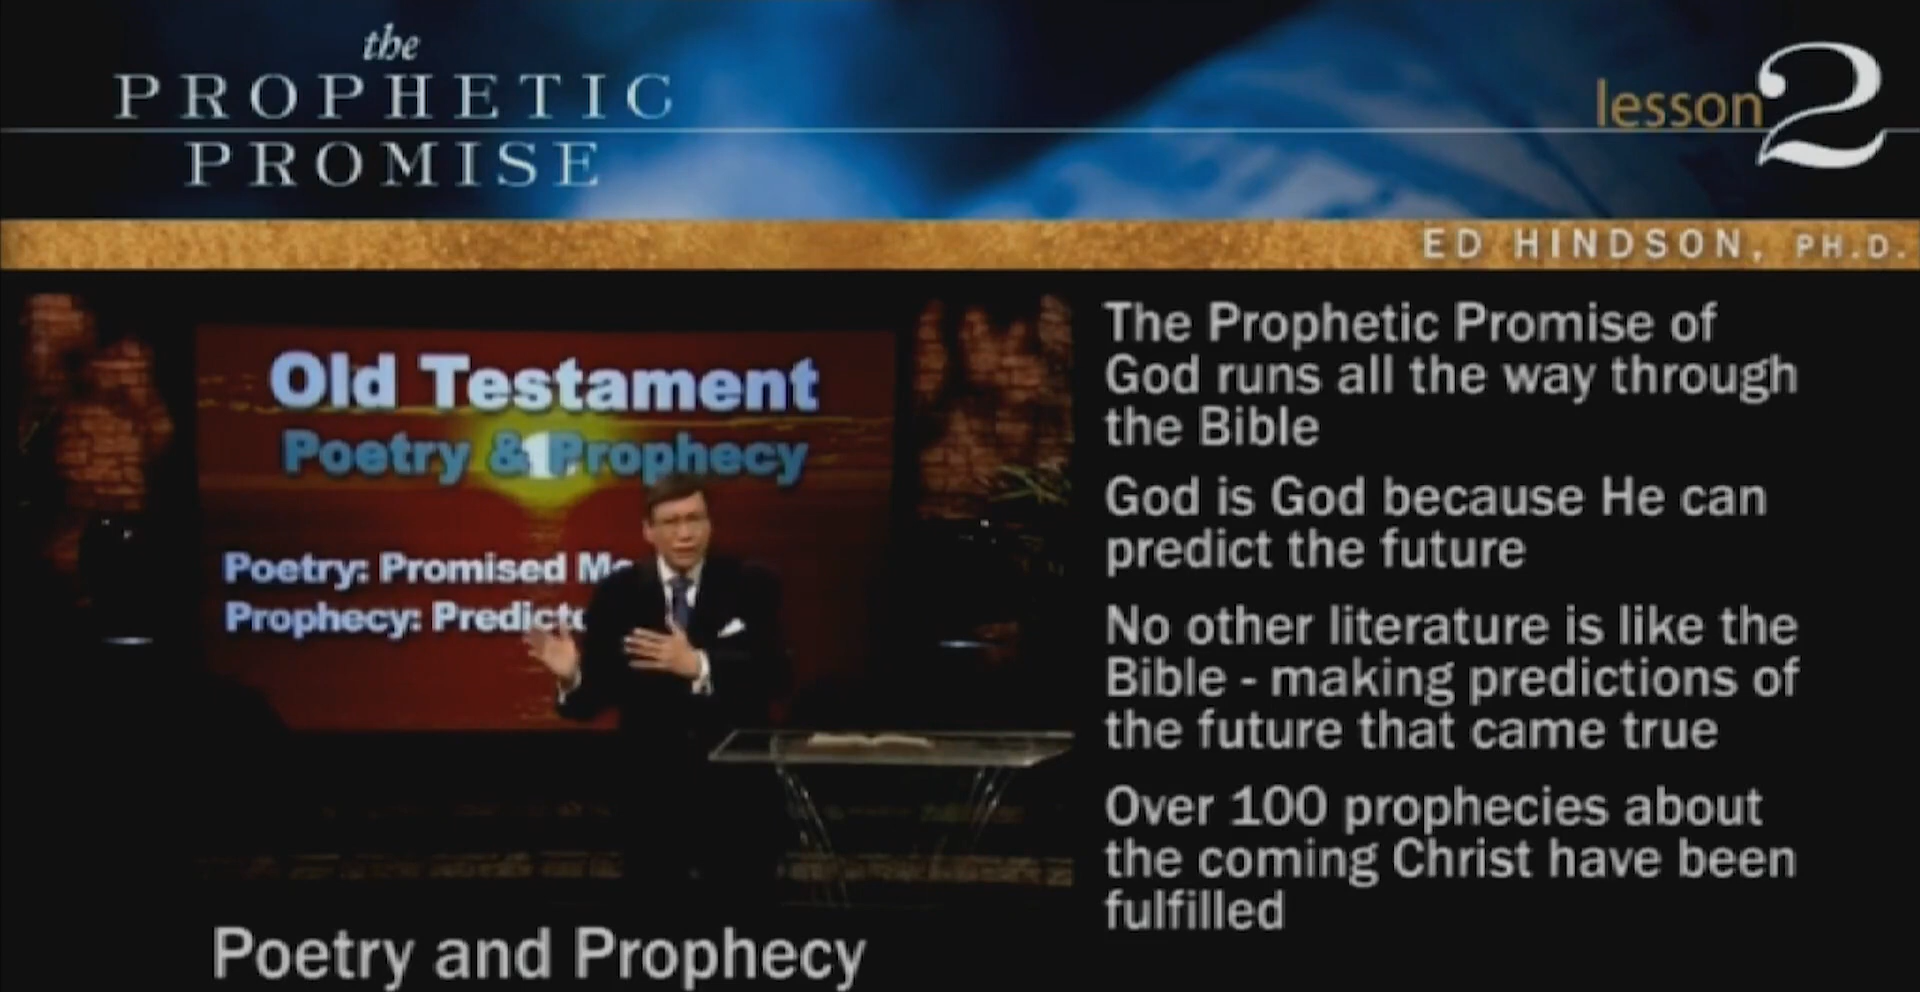 the
PROPHETIC
PROMISE
lesson 2
ED HINDSON, PH.D.
Old Testament
Poetry & Prophecy
Poetry: Promised
Prophecy:
The Prophetic Promise of
God runs all the way through
the Bible
God is God because He can
predict the future
No other literature is like the
Bible - making predictions of
the future that came true
Over 100 prophecies about
the coming Christ have been
fulfilled
Poetry and Prophecy